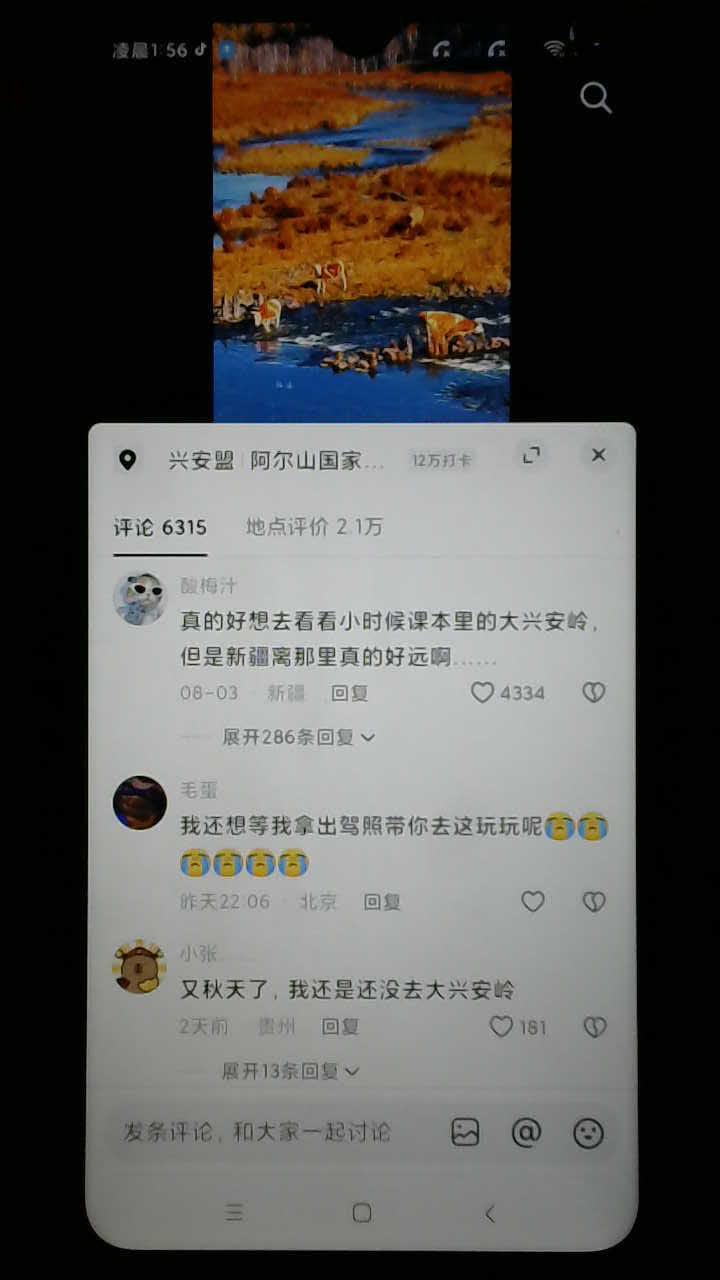 凌晨1:56
兴安盟 阿尔山国家... 12万打卡
评论 6315 地点评价 2.1万
酸梅汁
真的好想去看看小时候课本里的大兴安岭,
但是新疆离那里真的好远啊......
08-03 · 新疆 回复 4334
展开286条回复
毛蛋
我还想等我拿出驾照带你去这玩玩呢😭😭
😭😭😭😭
昨天22:06 · 北京 回复
小张......
又秋天了, 我还是还没去大兴安岭
2天前 贵州 回复 181
展开13条回复
发条评论, 和大家一起讨论 @